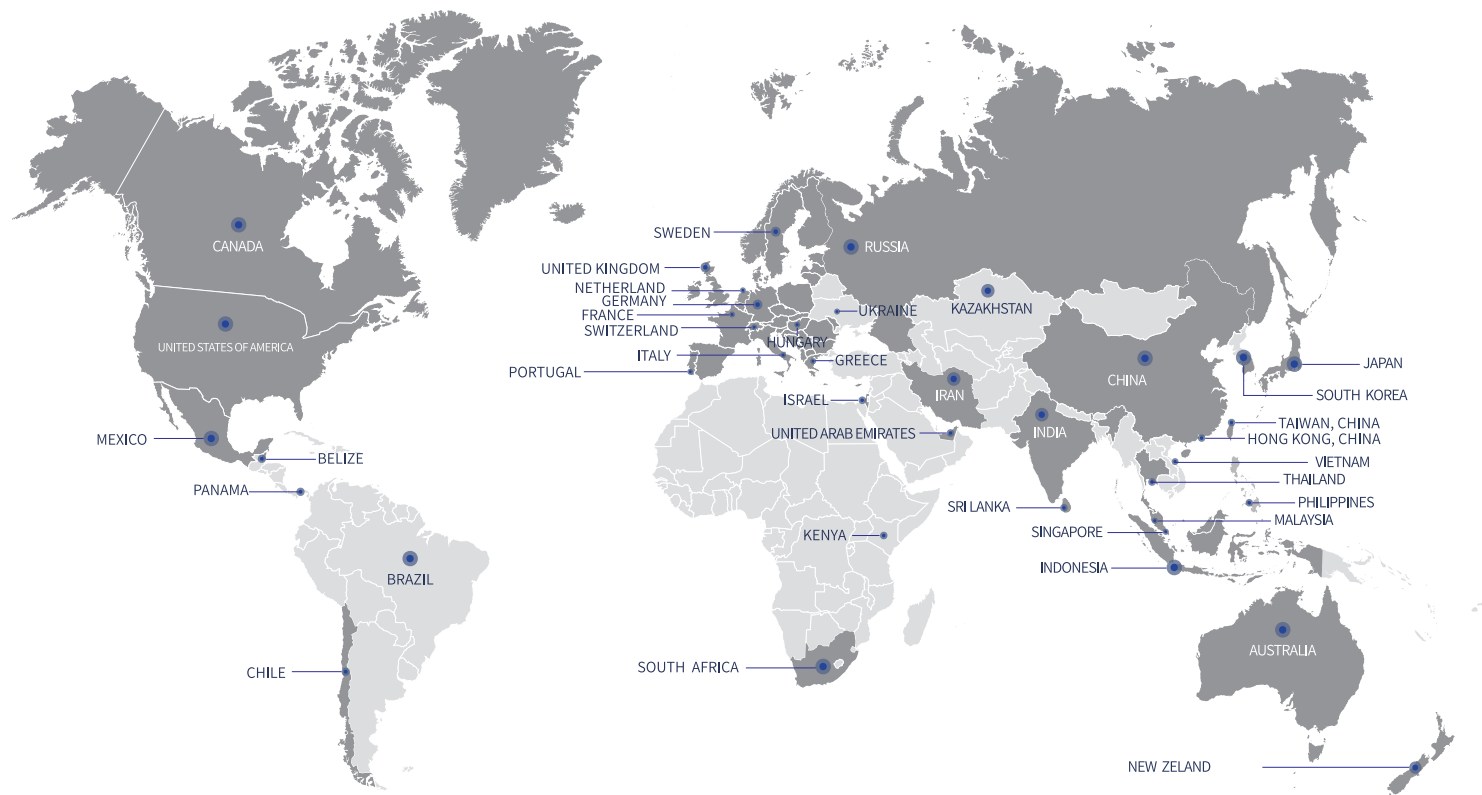 SWEDEN
CANADA
RUSSIA
UNITED KINGDOM
NETHERLAND
GERMANY
UKRAINE
KAZAKHSTAN
FRANCE
SWITZERLAND
HUNGARY
UNITED STATES OF AMERICA
ITALY
GREECE
JAPAN
PORTUGAL
CHINA
IRAN
SOUTH KOREA
ISRAEL
TAIWAN, CHINA
UNITED ARAB EMIRATES
INDIA
MEXICO
HONG KONG, CHINA
BELIZE
VIETNAM
THAILAND
PANAMA
PHILIPPINES
SRI LANKA
MALAYSIA
KENYA
SINGAPORE
INDONESIA
BRAZIL
AUSTRALIA
SOUTH AFRICA
CHILE
NEW ZELAND